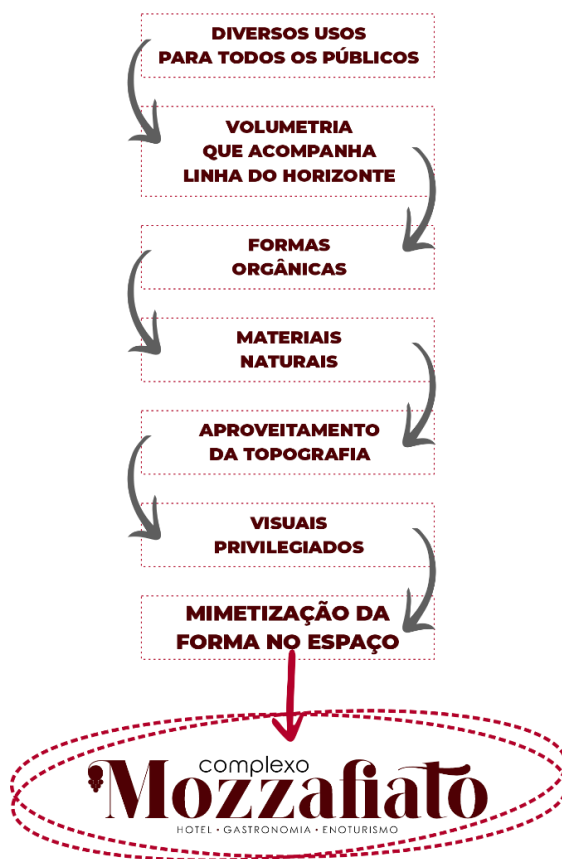 DIVERSOS USOS
PARA TODOS OS PÚBLICOS
VOLUMETRIA
QUE ACOMPANHA
LINHA DO HORIZONTE
FORMAS
ORGÂNICAS
MATERIAIS
NATURAIS
APROVEITAMENTO
DA TOPOGRAFIA
VISUAIS
PRIVILEGIADOS
MIMETIZAÇÃO DA
FORMA NO ESPAÇO
complexo
Mozzafiato
HOTEL • GASTRONOMIA • ENOTURISMO